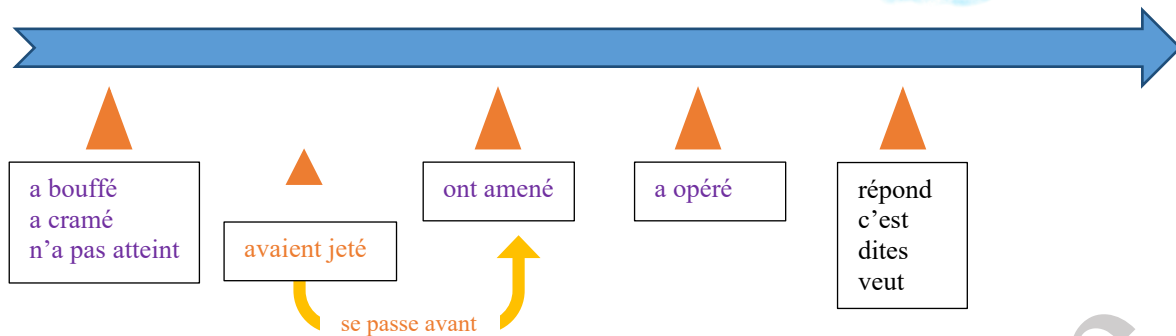 a bouffé
a cramé
n’a pas atteint
avaient jeté
ont amené
a opéré
répond
c’est
dites
veut
se passe avant